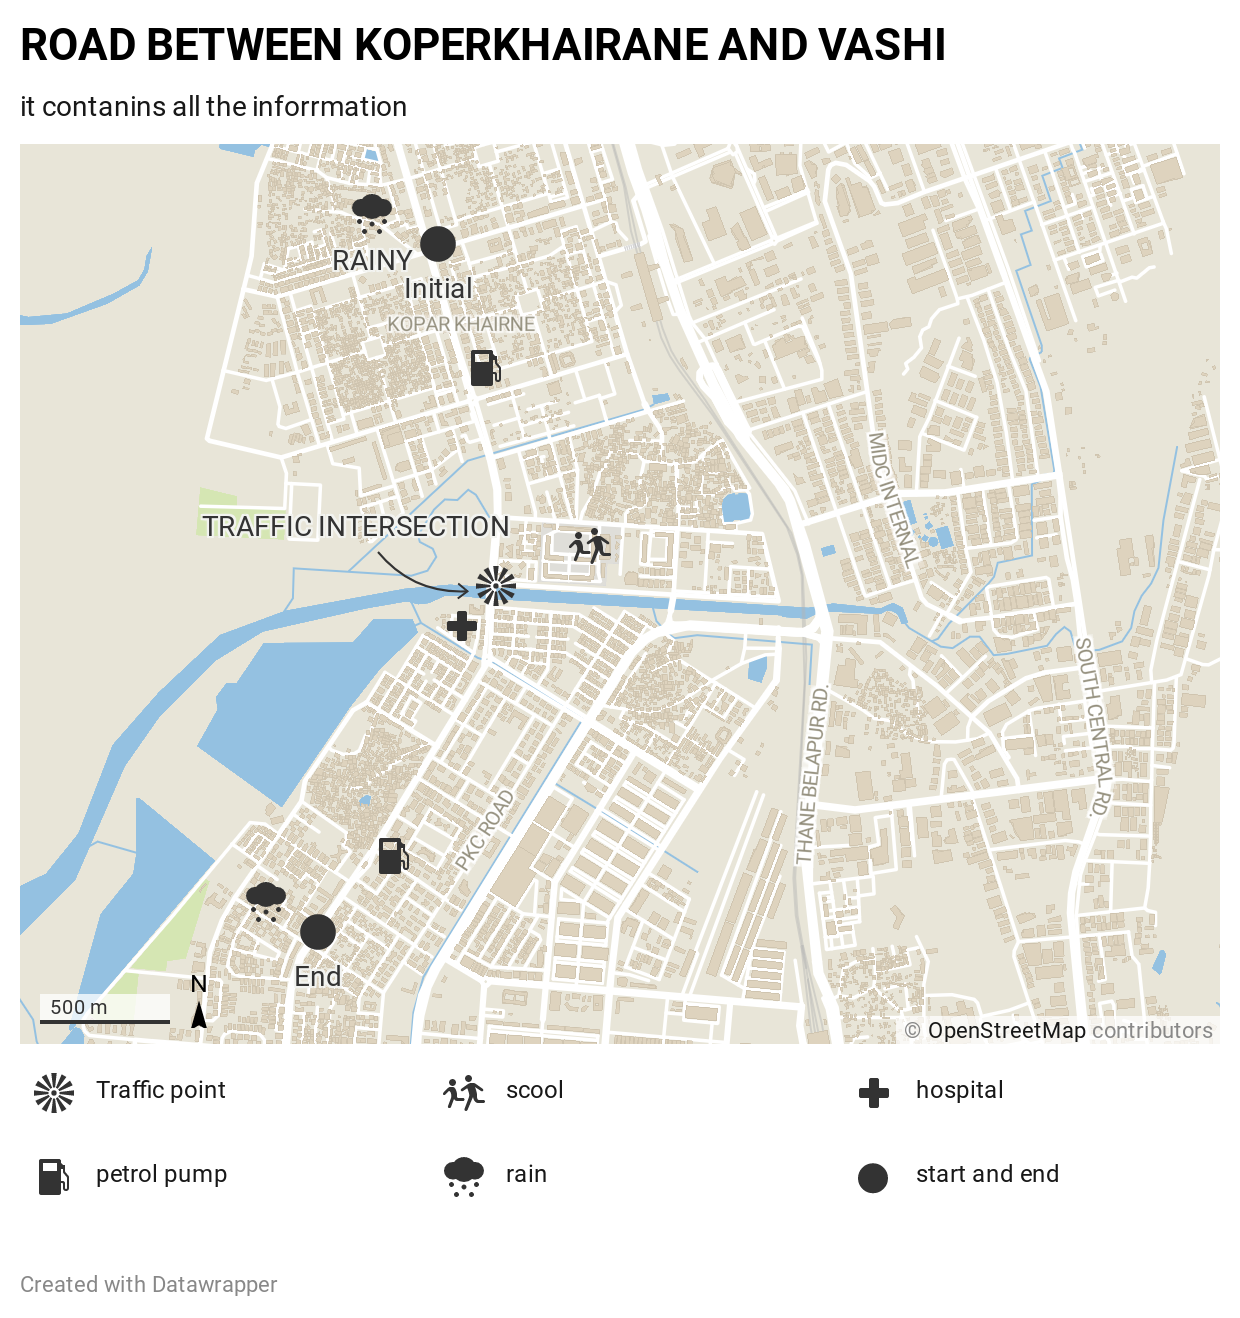 ROAD BETWEEN KOPERKHAIRANE AND VASHI
it contanins all the inforrmation
RAINY
Initial
KOPAR KHAIRNE
MIDC INTERNAL
TRAFFIC INTERSECTION
SOUTH CENTRAL RD.
THANE BELAPUR RD.
PKC ROAD
End
N
500 m
© OpenStreetMap contributors
Traffic point
scool
hospital
petrol pump
rain
start and end
Created with Datawrapper